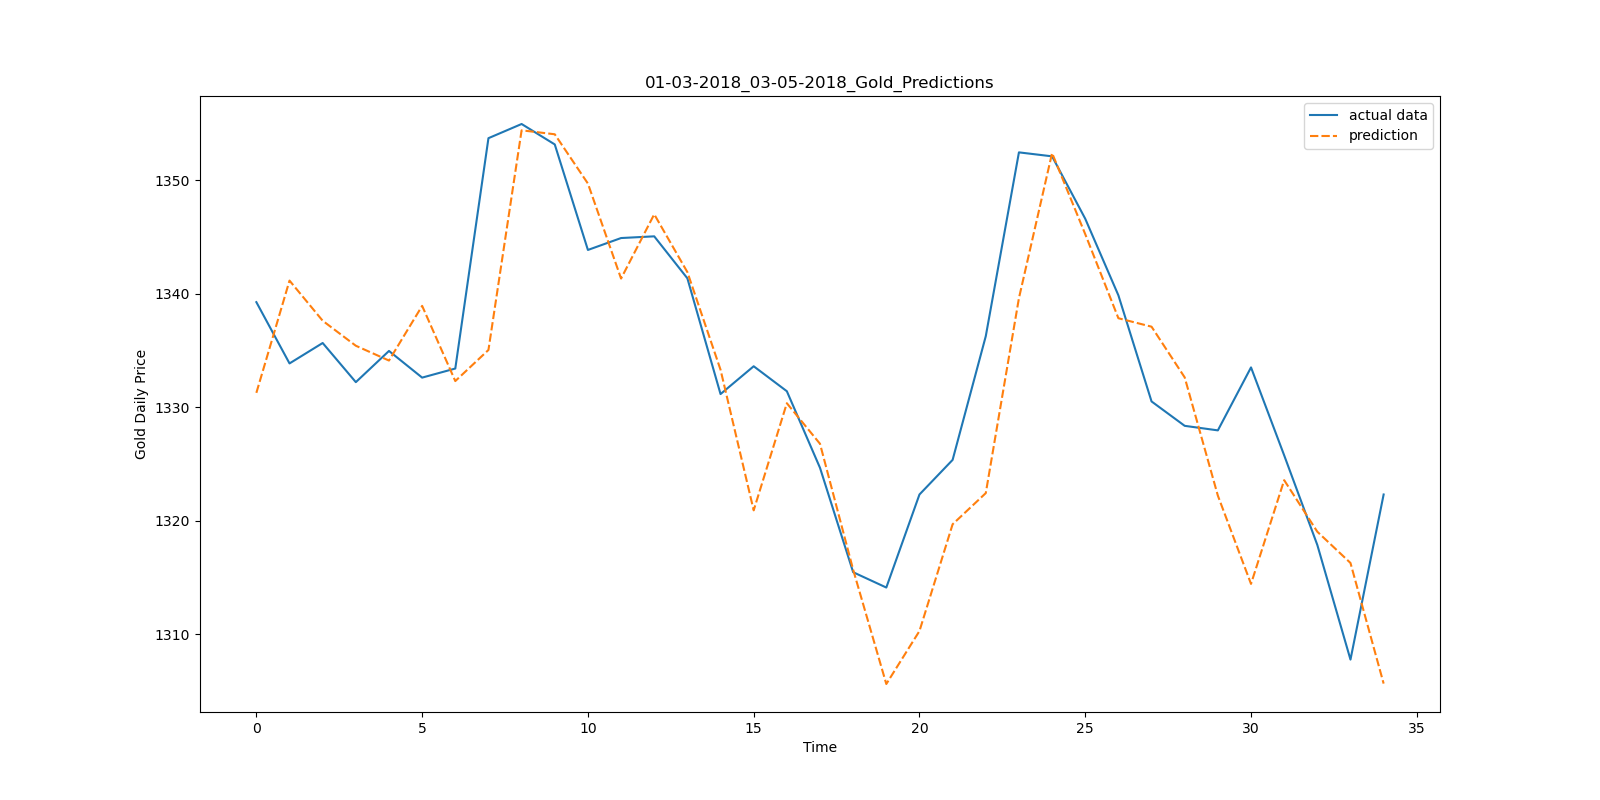 01-03-2018_03-05-2018_Gold_Predictions
actual data
prediction
Gold Daily Price
1350
1340
1330
1320
1310
0 5 10 15 20 25 30 35
Time